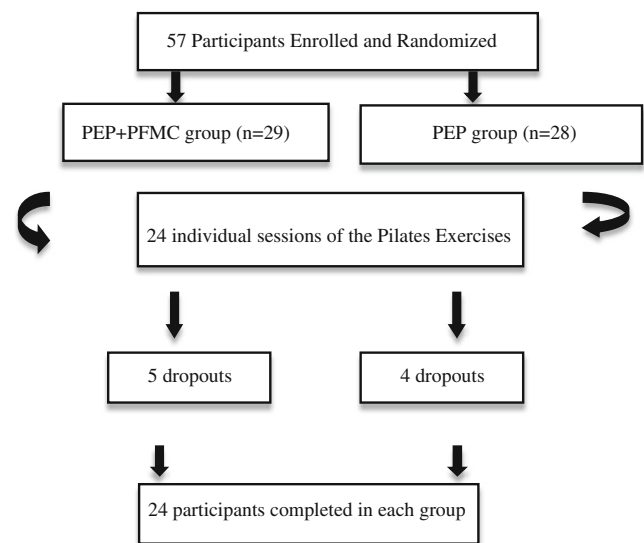 57 Participants Enrolled and Randomized
PEP+PFMC group (n=29)
PEP group (n=28)
24 individual sessions of the Pilates Exercises
5 dropouts
4 dropouts
24 participants completed in each group